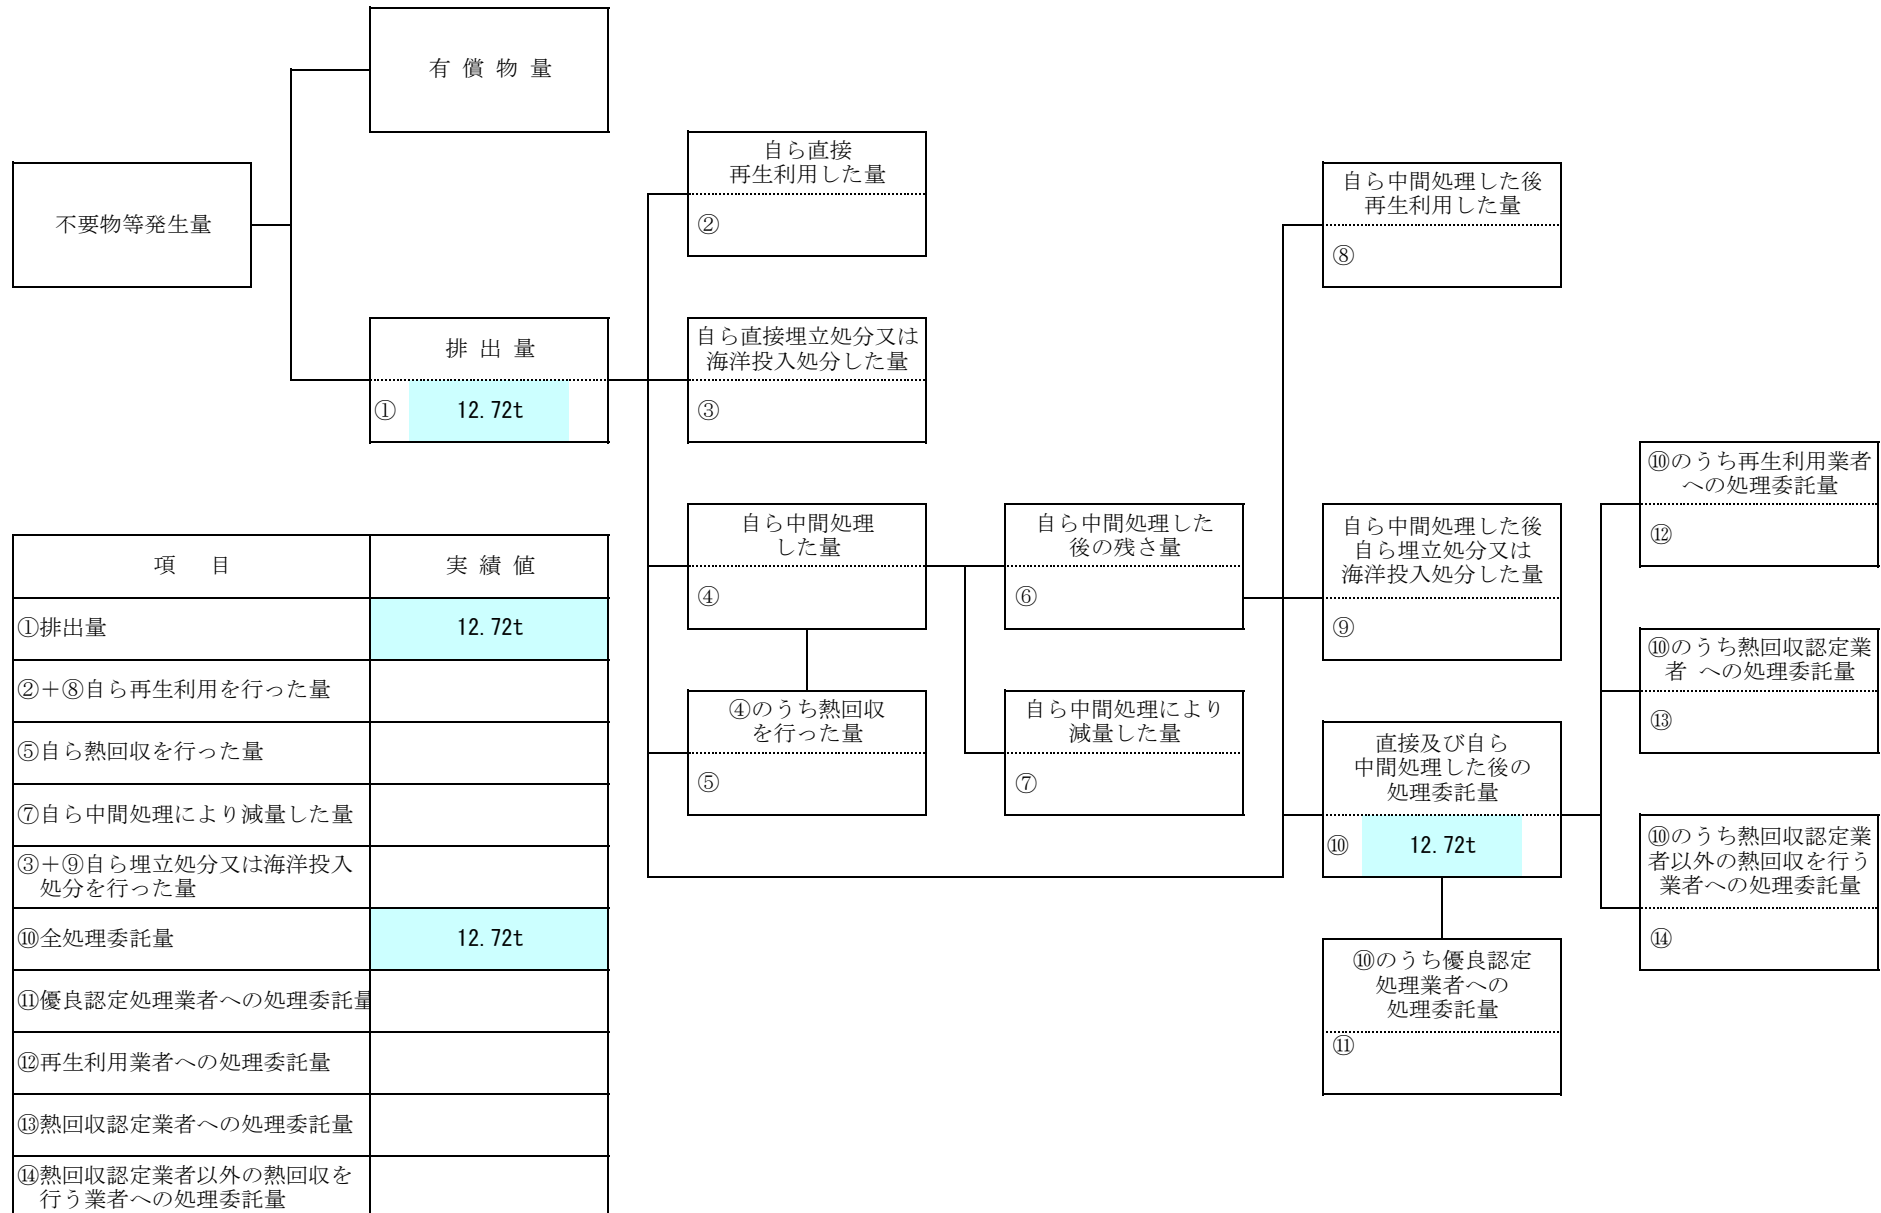 有 償 物 量
不要物等発生量
排 出 量
① 12.72t
自ら直接
再生利用した量
②
自ら直接埋立処分又は
海洋投入処分した量
③
自ら中間処理
した量
④
④のうち熱回収
を行った量
⑤
自ら中間処理した
後の残さ量
⑥
自ら中間処理により
減量した量
⑦
自ら中間処理した後
再生利用した量
⑧
自ら中間処理した後
自ら埋立処分又は
海洋投入処分した量
⑨
直接及び自ら
中間処理した後の
処理委託量
⑩ 12.72t
⑩のうち優良認定
処理業者への
処理委託量
⑪
⑩のうち再生利用業者
への処理委託量
⑫
⑩のうち熱回収認定業
者 への処理委託量
⑬
⑩のうち熱回収認定業
者以外の熱回収を行う
業者への処理委託量
⑭
項 目 実 績 値
①排出量 12.72t
②＋⑧自ら再生利用を行った量
⑤自ら熱回収を行った量
⑦自ら中間処理により減量した量
③＋⑨自ら埋立処分又は海洋投入
処分を行った量
⑩全処理委託量 12.72t
⑪優良認定処理業者への処理委託量
⑫再生利用業者への処理委託量
⑬熱回収認定業者への処理委託量
⑭熱回収認定業者以外の熱回収を
行う業者への処理委託量